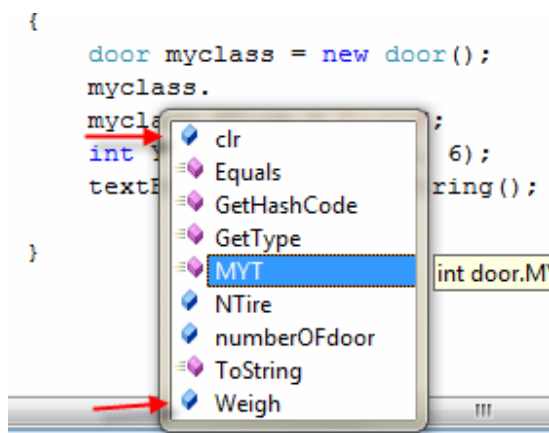 {
door myclass = new door();
myclass.
mycla ;
int 6);
textB ring();
}
clr
Equals
GetHashCode
GetType
MYT
NTire
numberOFdoor
ToString
Weigh
int door.MY